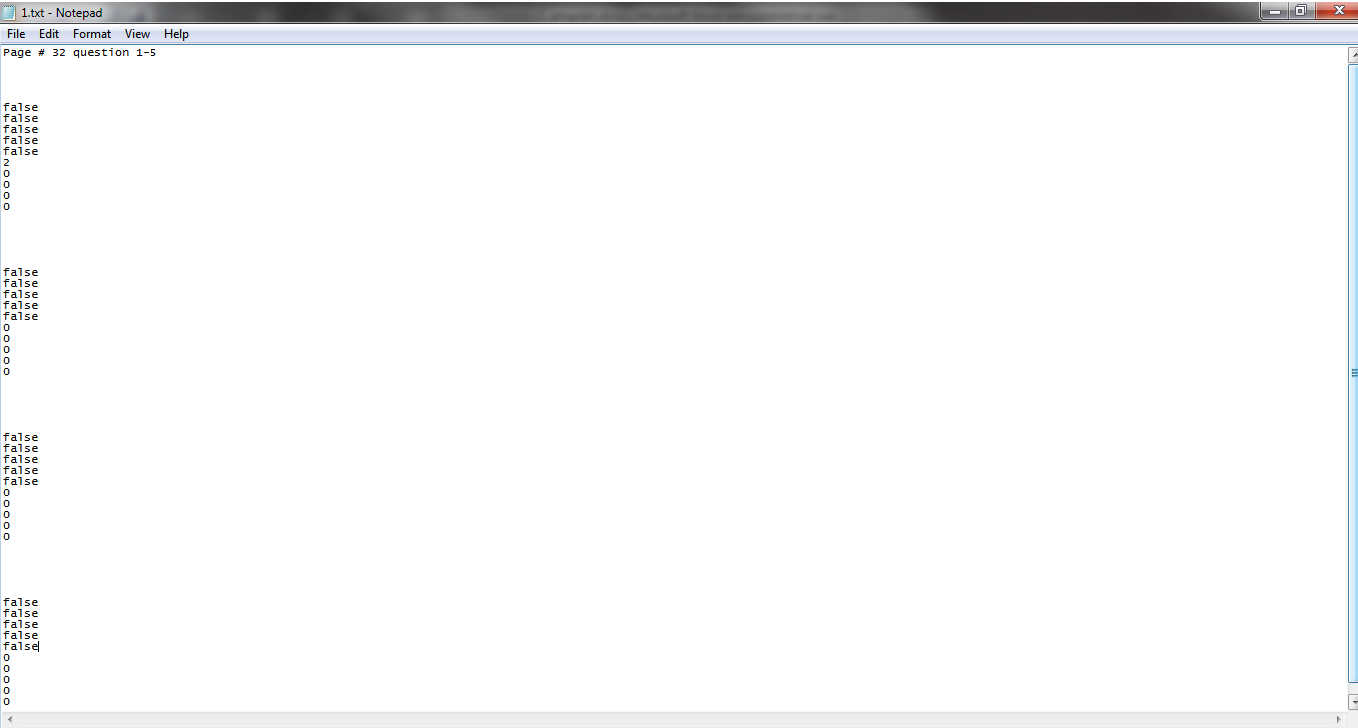 1.txt - Notepad
File Edit Format View Help
Page # 32 question 1-5
false
false
false
false
false
2
0
0
0
0
false
false
false
false
false
0
0
0
0
0
false
false
false
false
false
0
0
0
0
0
false
false
false
false
false
0
0
0
0
0